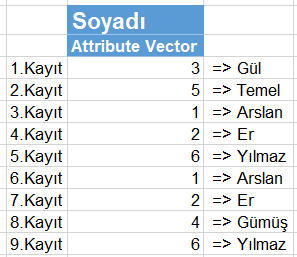 Soyadı
Attribute Vector
1.Kayıt 3 => Gül
2.Kayıt 5 => Temel
3.Kayıt 1 => Arslan
4.Kayıt 2 => Er
5.Kayıt 6 => Yılmaz
6.Kayıt 1 => Arslan
7.Kayıt 2 => Er
8.Kayıt 4 => Gümüş
9.Kayıt 6 => Yılmaz